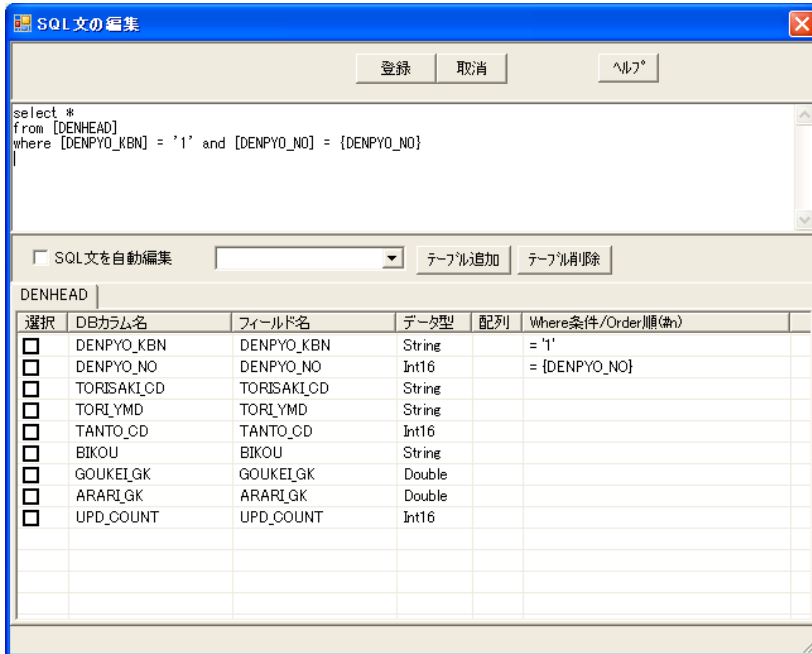 SQL文の編集
登録 取消 ﾍﾙﾌﾟ
select *
from [DENHEAD]
where [DENPYO_KBN] = '1' and [DENPYO_NO] = {DENPYO_NO}
SQL文を自動編集 ﾃｰﾌﾞﾙ追加 ﾃｰﾌﾞﾙ削除
DENHEAD
選択 DBカラム名 フィールド名 データ型 配列 Where条件/Order順(#n)
DENPYO_KBN DENPYO_KBN String = '1'
DENPYO_NO DENPYO_NO Int16 = {DENPYO_NO}
TORISAKI_CD TORISAKI_CD String
TORI_YMD TORI_YMD String
TANTO_CD TANTO_CD Int16
BIKOU BIKOU String
GOUKEI_GK GOUKEI_GK Double
ARARI_GK ARARI_GK Double
UPD_COUNT UPD_COUNT Int16